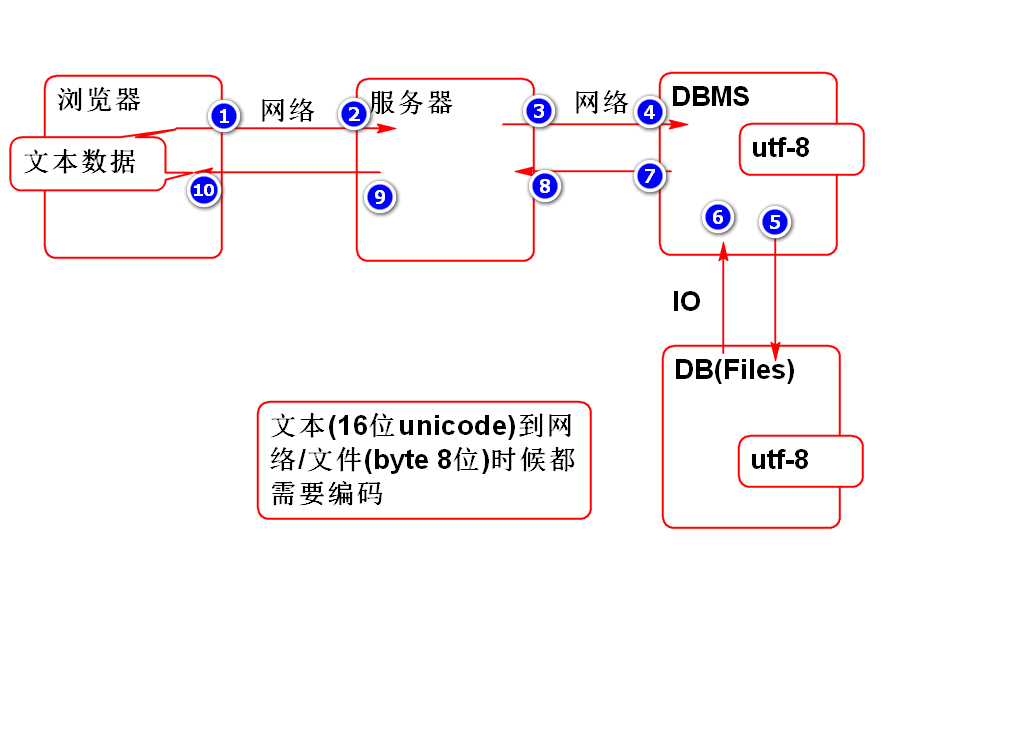 浏览器
文本数据
1
网络
2
服务器
3
网络
4
DBMS
utf-8
10
9
8
7
6
5
IO
DB(Files)
utf-8
文本(16位unicode)到网
络/文件(byte 8位)时候都
需要编码